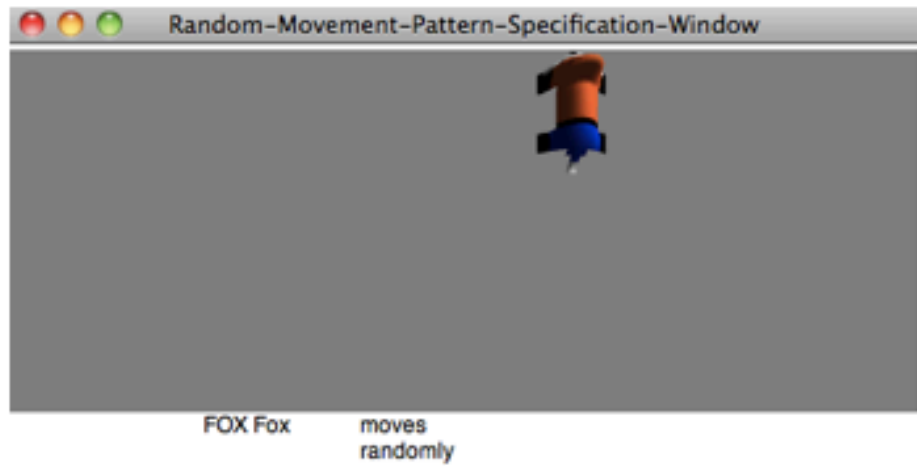 Random-Movement-Pattern-Specification-Window
FOX Fox moves
randomly